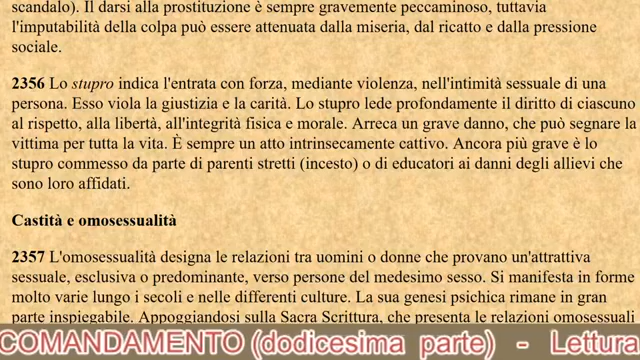 scandalo). Il darsi alla prostituzione è sempre gravemente peccaminoso, tuttavia
l'imputabilità della colpa può essere attenuata dalla miseria, dal ricatto e dalla pressione
sociale.
2356 Lo stupro indica l'entrata con forza, mediante violenza, nell'intimità sessuale di una
persona. Esso viola la giustizia e la carità. Lo stupro lede profondamente il diritto di ciascuno
al rispetto, alla libertà, all'integrità fisica e morale. Arreca un grave danno, che può segnare la
vittima per tutta la vita. È sempre un atto intrinsecamente cattivo. Ancora più grave è lo
stupro commesso da parte di parenti stretti (incesto) o di educatori ai danni degli allievi che
sono loro affidati.
Castità e omosessualità
2357 L'omosessualità designa le relazioni tra uomini o donne che provano un'attrattiva
sessuale, esclusiva o predominante, verso persone del medesimo sesso. Si manifesta in forme
molto varie lungo i secoli e nelle differenti culture. La sua genesi psichica rimane in gran
parte inspiegabile. Appoggiandosi sulla Sacra Scrittura, che presenta le relazioni omosessuali
COMANDAMENTO (dodicesima parte) - Lettura